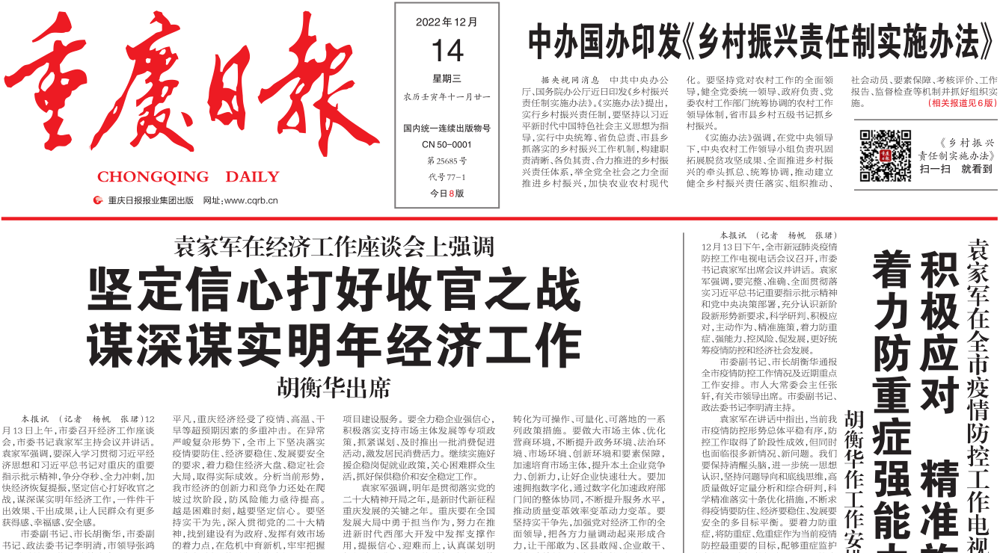 重庆日报
CHONGQING DAILY
重庆日报报业集团出版 网址:www.cqrb.cn
2022年12月
14
星期三
农历壬寅年十一月廿一
国内统一连续出版物号
CN 50-0001
第25685号
代号77-1
今日8版
中办国办印发《乡村振兴责任制实施办法》
据央视网消息 中共中央办公
厅、国务院办公厅近日印发《乡村振兴
责任制实施办法》。《实施办法》提出,
实行乡村振兴责任制,要坚持以习近
平新时代中国特色社会主义思想为指
导,实行中央统筹、省负总责、市县乡
抓落实的乡村振兴工作机制,构建职
责清晰、各负其责、合力推进的乡村振
兴责任体系,举全党全社会之力全面
推进乡村振兴,加快农业农村现代
化。要坚持党对农村工作的全面领
导,健全党委统一领导、政府负责、党
委农村工作部门统筹协调的农村工作
领导体制,省市县乡村五级书记抓乡
村振兴。
《实施办法》强调,在党中央领导
下,中央农村工作领导小组负责巩固
拓展脱贫攻坚成果、全面推进乡村振
兴的牵头抓总、统筹协调,推动建立
健全乡村振兴责任落实、组织推动、
社会动员、要素保障、考核评价、工作
报告、监督检查等机制并抓好组织实
施。 (相关报道见6版)
《乡村振兴
责任制实施办法》
扫一扫 就看到
袁家军在经济工作座谈会上强调
坚定信心打好收官之战
谋深谋实明年经济工作
胡衡华出席
本报讯 (记者 杨帆 张珺)12
月13日上午,市委召开经济工作座谈
会,市委书记袁家军主持会议并讲话。
袁家军强调,要深入学习贯彻习近平经
济思想和习近平总书记对重庆的重要
指示批示精神,争分夺秒、全力冲刺,加
快经济恢复提振,坚定信心打好收官之
战,谋深谋实明年经济工作,一件件干
出效果、干出成果,让人民群众有更多
获得感、幸福感、安全感。
市委副书记、市长胡衡华,市委副
书记、政法委书记李明清,市领导张鸿
平凡,重庆经济经受了疫情、高温、干
旱等超预期因素的多重冲击。在异常
严峻复杂形势下,全市上下坚决落实
疫情要防住、经济要稳住、发展要安全
的要求,着力稳住经济大盘、稳定社会
大局,取得实际成效。分析当前形势,
我市经济的创新力和竞争力还处在爬
坡过坎阶段,防风险能力亟待提高。
越是困难时刻,越要坚定信心。要坚
持实干为先,深入贯彻党的二十大精
神,找到建设有为政府、发挥有效市场
的着力点,在危机中育新机,牢牢把握
项目建设服务。要全力稳企业强信心,
积极落实支持市场主体发展等专项政
策,抓紧谋划,及时推出一批消费促进
活动,激发居民消费活力。继续实施好
援企稳岗促就业政策,关心困难群众生
活,抓好保供稳价和安全稳定工作。
袁家军强调,明年是贯彻落实党的
二十大精神开局之年,是新时代新征程
重庆发展的关键之年。重庆要在全国
发展大局中勇于担当作为,努力在推
进新时代西部大开发中发挥支撑作
用,提振信心、迎难而上,认真谋划明
转化为可操作、可量化、可落地的一系
列政策措施。要做大市场主体、优化
营商环境,不断提升政务环境、法治环
境、市场环境、创新环境和要素保障,
加速培育市场主体,提升本土企业竞争
力、创新力,让好企业快速壮大。要加
速拥抱数字化,通过数字化加速政府部
门间的整体协同,不断提升服务水平,
推动质量变革效率变革动力变革。要
坚持实干争先,加强党对经济工作的全
面领导,把各方力量调动起来形成合
力,让干部敢为、区县敢闯、企业敢干、
袁家军在全市疫情防控工作电视
积极应对 精准施
着力防重症强能力
胡衡华作工作安排
本报讯 (记者 杨帆 张珺)
12月13日下午,全市新冠肺炎疫情
防控工作电视电话会议召开,市委
书记袁家军出席会议并讲话。袁家
军强调,要完整、准确、全面贯彻落
实习近平总书记重要指示批示精神
和党中央决策部署,充分认识新阶
段新形势新要求,科学研判、积极应
对,主动作为、精准施策,着力防重
症、强能力、控风险、促发展,更好统
筹疫情防控和经济社会发展。
市委副书记、市长胡衡华通报
全市疫情防控工作情况及近期重点
工作安排。市人大常委会主任张
轩,有关市领导出席。市委副书记、
政法委书记李明清主持。
袁家军在讲话中指出,当前我
市疫情防控形势总体平稳有序,防
控工作取得了阶段性成效,但同时
也面临很多新情况、新问题。我们
要保持清醒头脑,进一步统一思想
认识,坚持问题导向和底线思维,高
质量做好定量分析和综合研判,科
学精准落实十条优化措施,不断求
得疫情要防住、经济要稳住、发展要
安全的多目标平衡。要着力防重
症,将防重症、危重症作为当前疫情
防控最重要的目标,配够重症监护